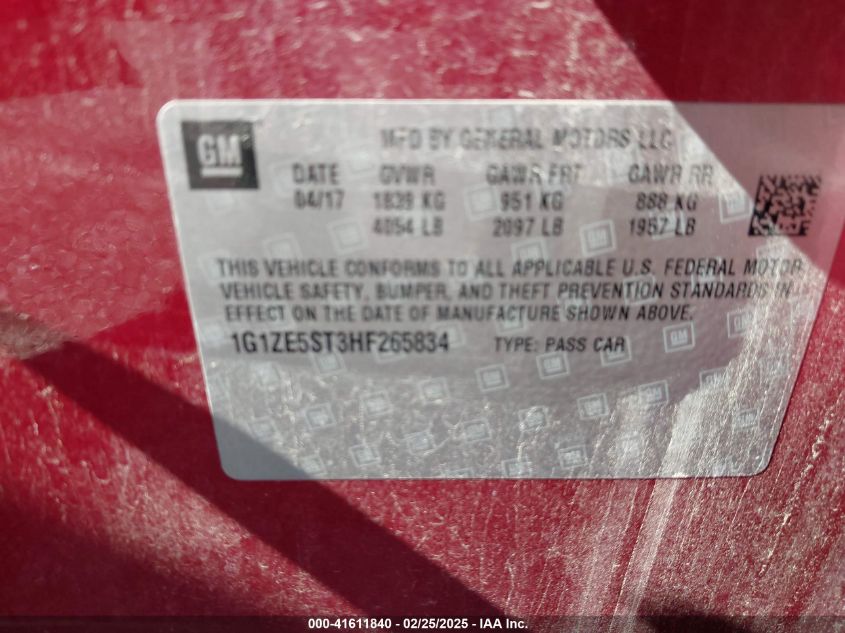 GM
MFD BY GENERAL MOTORS LLC
DATE GVWR GAWR FRT GAWR RR
04/17 1839 KG 951 KG 888 KG
4054 LB 2097 LB 1957 LB
THIS VEHICLE CONFORMS TO ALL APPLICABLE U.S. FEDERAL MOTOR
VEHICLE SAFETY, BUMPER, AND THEFT PREVENTION STANDARDS IN
EFFECT ON THE DATE OF MANUFACTURE SHOWN ABOVE.
1G1ZE5ST3HF265834 TYPE: PASS CAR
000-41611840 - 02/25/2025 - IAA Inc.